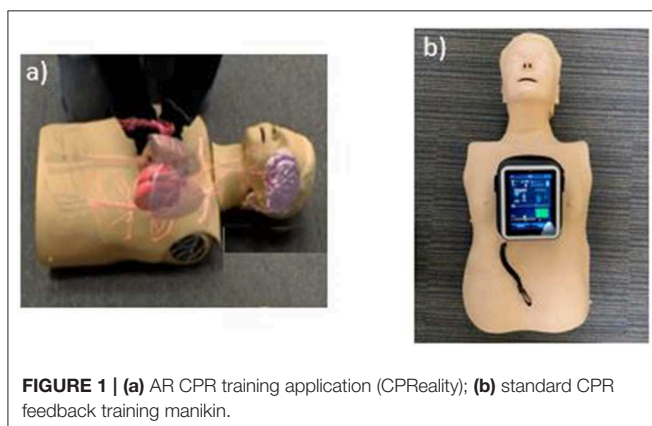 a)
b)
FIGURE 1 | (a) AR CPR training application (CPReality); (b) standard CPR
feedback training manikin.